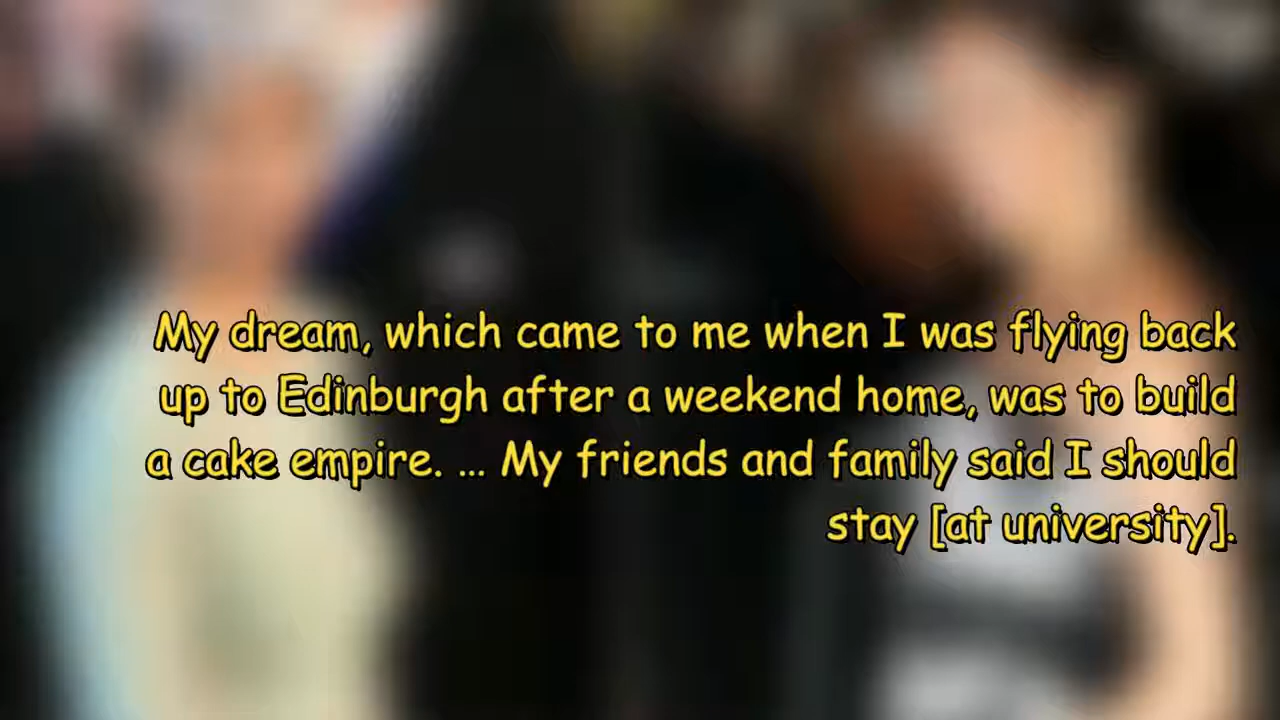 My dream, which came to me when I was flying back
up to Edinburgh after a weekend home, was to build
a cake empire. ... My friends and family said I should
stay [at university].